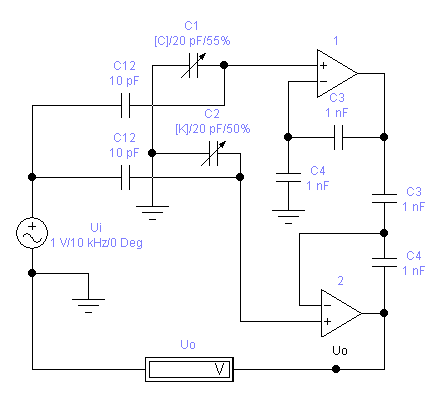 C1
[C]/20 pF/55%
1
C12
10 pF
+
−
C3
1 nF
C2
[K]/20 pF/50%
C12
10 pF
C4
1 nF
C3
1 nF
+
Ui
1 V/10 kHz/0 Deg
C4
1 nF
2
−
+
Uo
Uo
V